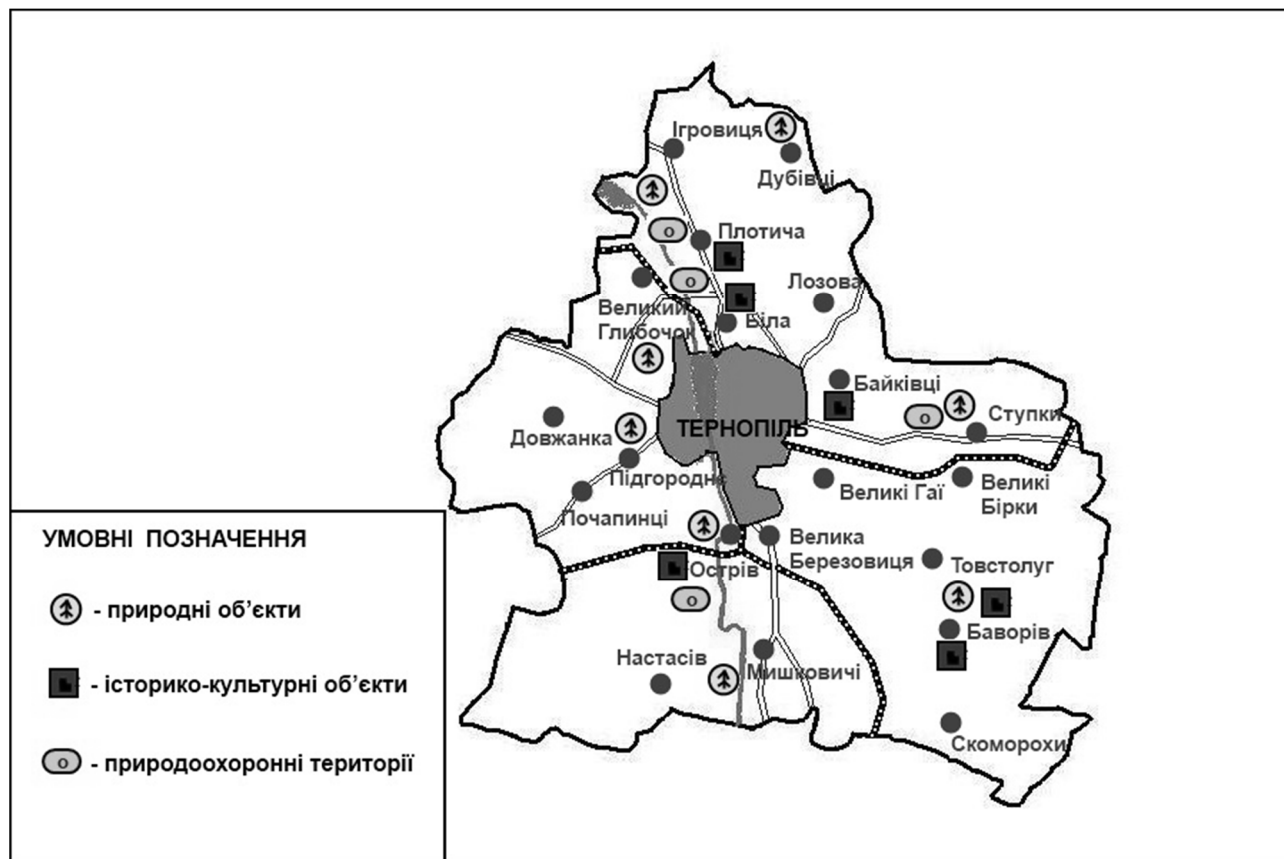 Ігровиця
Дубівці
Плотича
Лозова
Великий
Глибочок
Біла
Байківці
Ступки
Довжанка
ТЕРНОПІЛЬ
Підгороднє
Великі Гаї
Великі
Бірки
Почапинці
Велика
Березовиця
Острів
Товстолуг
Баворів
Настасів
Мишковичі
Скоморохи
УМОВНІ ПОЗНАЧЕННЯ
- природні об’єкти
- історико-культурні об’єкти
- природоохоронні території